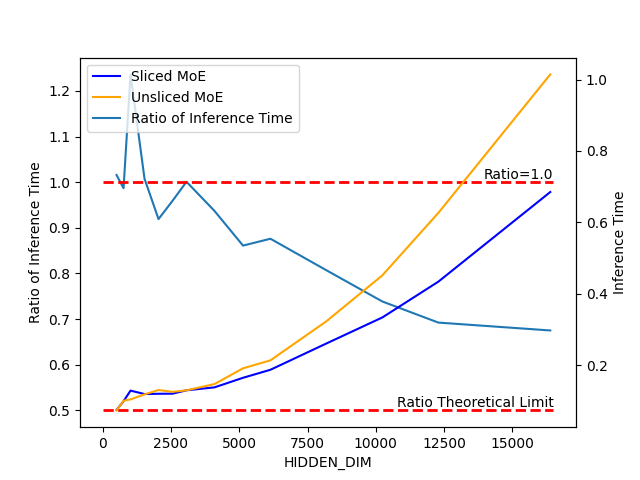 Sliced MoE
Unsliced MoE
Ratio of Inference Time
Ratio=1.0
Ratio Theoretical Limit
1.2
1.1
1.0
0.9
0.8
0.7
0.6
0.5
Ratio of Inference Time
1.0
0.8
0.6
0.4
0.2
Inference Time
0 2500 5000 7500 10000 12500 15000
HIDDEN_DIM